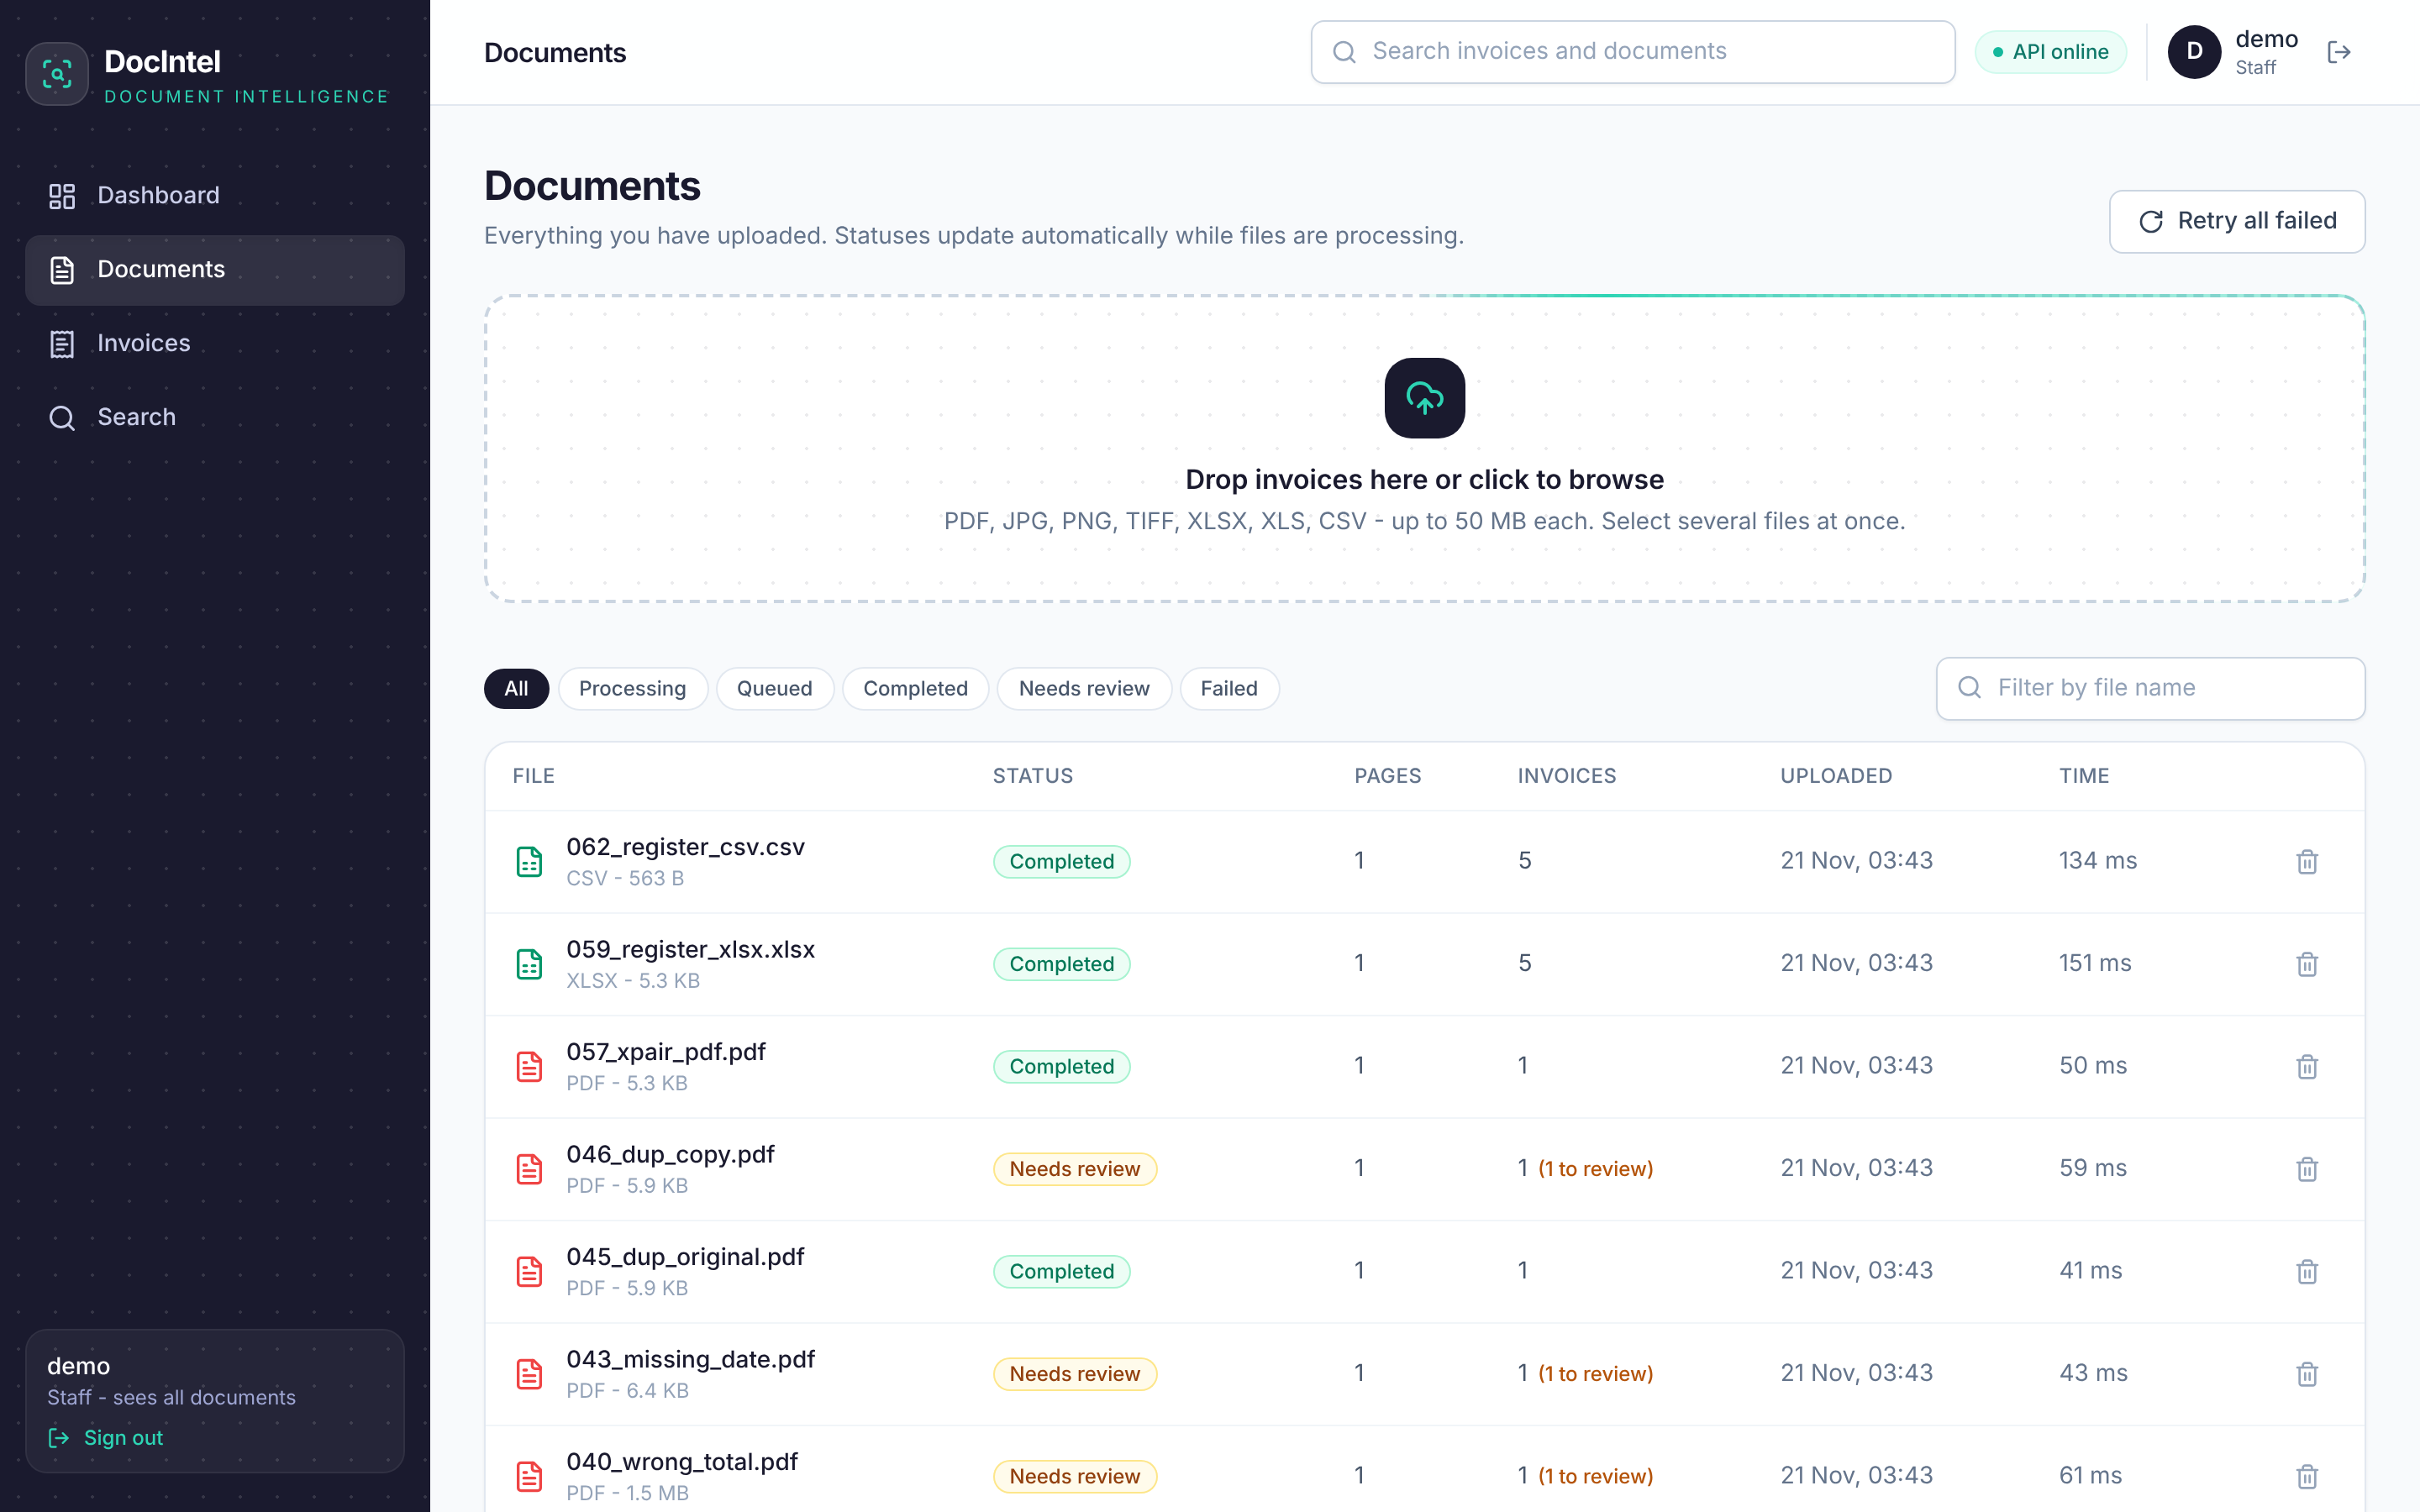 DocIntel
DOCUMENT INTELLIGENCE
Dashboard
Documents
Invoices
Search
demo
Staff - sees all documents
Sign out
Documents
Search invoices and documents
API online
D
demo
Staff
Documents
Everything you have uploaded. Statuses update automatically while files are processing.
Retry all failed
Drop invoices here or click to browse
PDF, JPG, PNG, TIFF, XLSX, XLS, CSV - up to 50 MB each. Select several files at once.
All Processing Queued Completed Needs review Failed
Filter by file name
FILE STATUS PAGES INVOICES UPLOADED TIME
062_register_csv.csv Completed 1 5 21 Nov, 03:43 134 ms
CSV - 563 B
059_register_xlsx.xlsx Completed 1 5 21 Nov, 03:43 151 ms
XLSX - 5.3 KB
057_xpair_pdf.pdf Completed 1 1 21 Nov, 03:43 50 ms
PDF - 5.3 KB
046_dup_copy.pdf Needs review 1 1 (1 to review) 21 Nov, 03:43 59 ms
PDF - 5.9 KB
045_dup_original.pdf Completed 1 1 21 Nov, 03:43 41 ms
PDF - 5.9 KB
043_missing_date.pdf Needs review 1 1 (1 to review) 21 Nov, 03:43 43 ms
PDF - 6.4 KB
040_wrong_total.pdf Needs review 1 1 (1 to review) 21 Nov, 03:43 61 ms
PDF - 1.5 MB